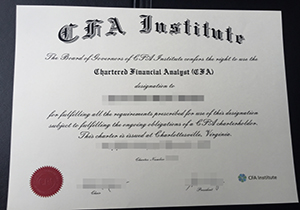 CFA Institute
The Board of Governors of CFA Institute confers the right to use the
Chartered Financial Analyst (CFA)
designation to
for fulfilling all the requirements prescribed for use of this designation
subject to fulfilling the ongoing obligations of a CFA charterholder.
This charter is issued at Charlottesville, Virginia.
Charter Number
Chair
President
CFA Institute